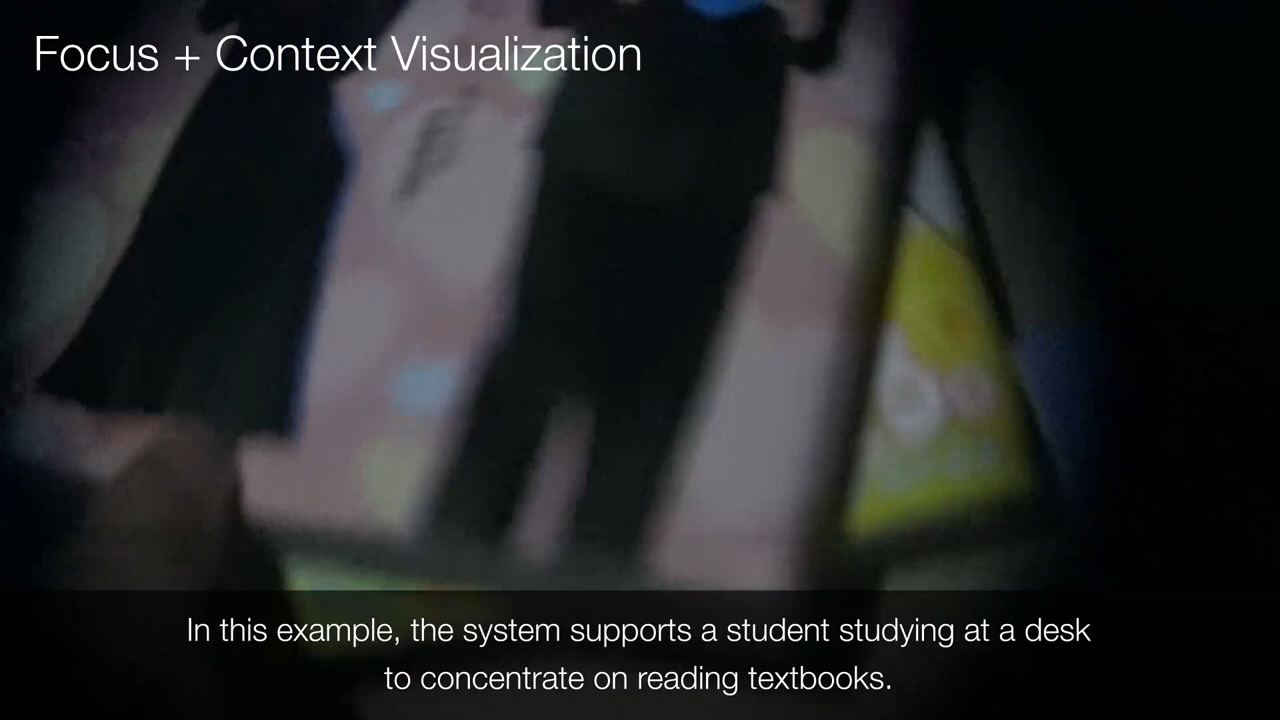 Focus + Context Visualization
In this example, the system supports a student studying at a desk
to concentrate on reading textbooks.